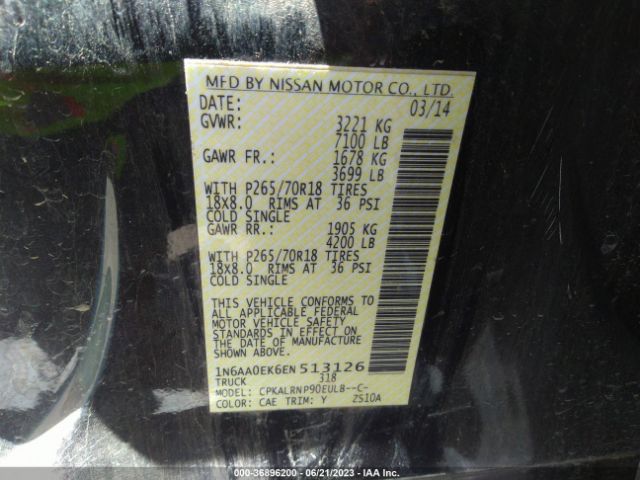 MFD BY NISSAN MOTOR CO., LTD.
DATE: 03/14
GVWR: 3221 KG
7100 LB
GAWR FR.: 1678 KG
3699 LB
WITH P265/70R18 TIRES
18x8.0 RIMS AT 36 PSI
COLD SINGLE
GAWR RR.: 1905 KG
4200 LB
WITH P265/70R18 TIRES
18x8.0 RIMS AT 36 PSI
COLD SINGLE
THIS VEHICLE CONFORMS TO
ALL APPLICABLE FEDERAL
MOTOR VEHICLE SAFETY
STANDARDS IN EFFECT ON
THE DATE OF MANUFACTURE
SHOWN ABOVE.
1N6AA0EK6EN 513126
TRUCK 318
MODEL: CPKALRNP90EUL8--C-
COLOR: CAE TRIM: Y ZS10A
000-36896200 - 06/21/2023 - IAA Inc.